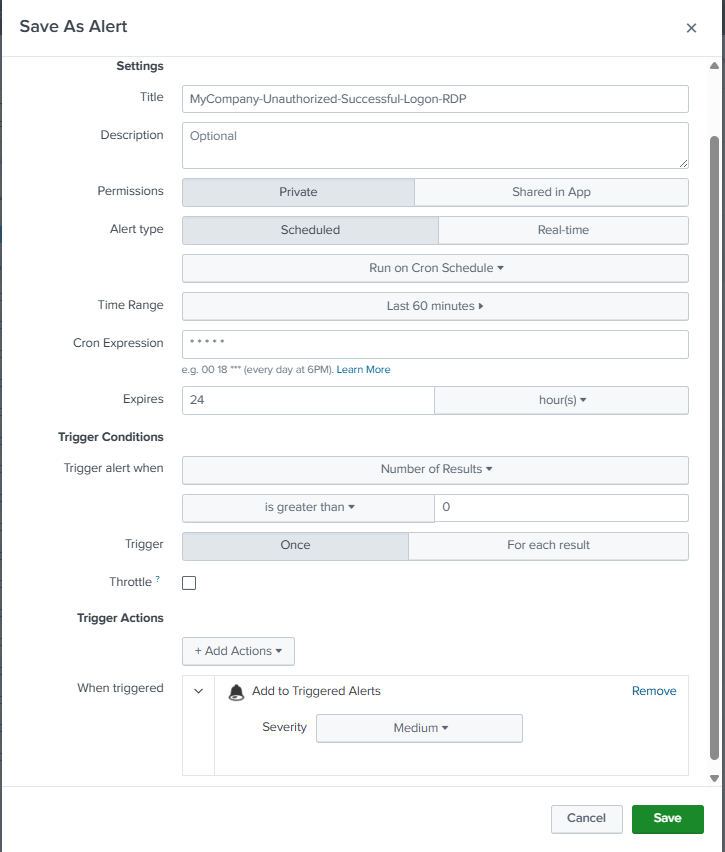 Save As Alert ×
Settings
Title MyCompany-Unauthorized-Successful-Logon-RDP
Description Optional
Permissions Private Shared in App
Alert type Scheduled Real-time
Run on Cron Schedule
Time Range Last 60 minutes
Cron Expression * * * * *
e.g. 00 18 *** (every day at 6PM). Learn More
Expires 24 hour(s)
Trigger Conditions
Trigger alert when Number of Results
is greater than 0
Trigger Once For each result
Throttle ?
Trigger Actions
+ Add Actions
When triggered Add to Triggered Alerts Remove
Severity Medium
Cancel Save